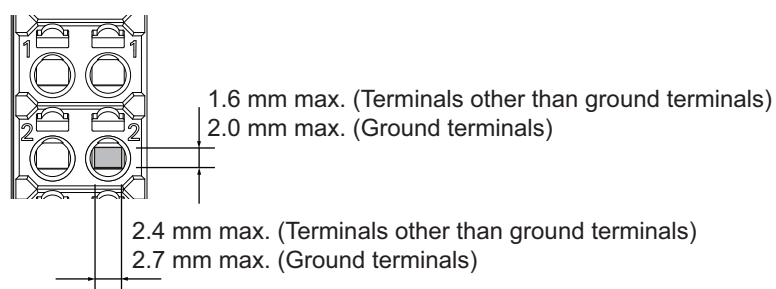 1 1
1.6 mm max. (Terminals other than ground terminals)
2.0 mm max. (Ground terminals)
2 2
2.4 mm max. (Terminals other than ground terminals)
2.7 mm max. (Ground terminals)